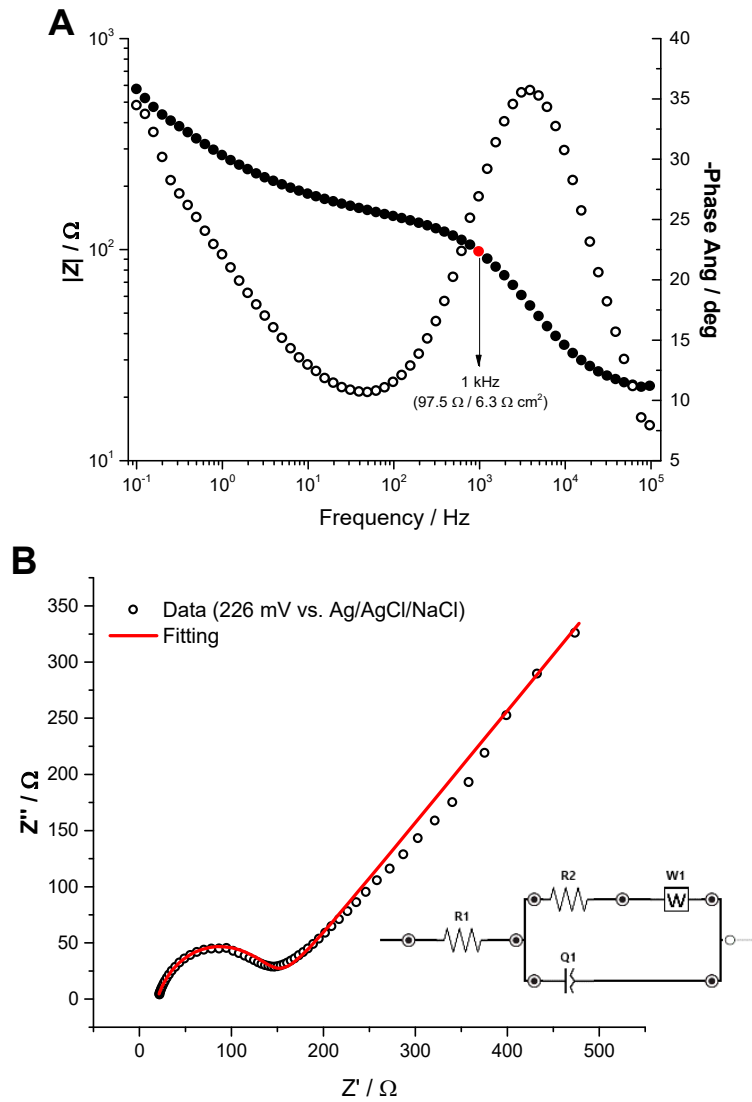 A
10³
10²
10¹
|Z| / Ω
40
35
30
25
20
15
10
5
-Phase Ang / deg
1 kHz
(97.5 Ω / 6.3 Ω cm²)
10⁻¹ 10⁰ 10¹ 10² 10³ 10⁴ 10⁵
Frequency / Hz
B
350
300
250
200
150
100
50
0
Z'' / Ω
Data (226 mV vs. Ag/AgCl/NaCl)
Fitting
R1
R2
W1
W
Q1
0 100 200 300 400 500
Z' / Ω